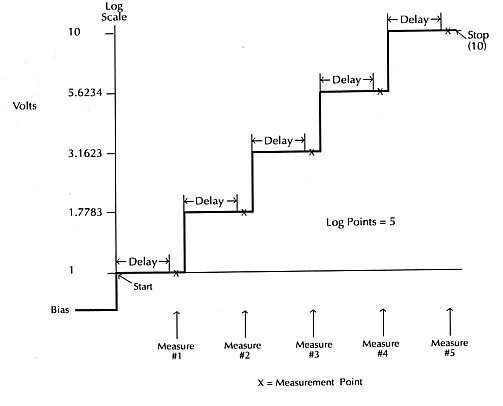 Log
Scale
10
Delay
Stop
(10)
5.6234
Delay
Volts
3.1623
Delay
1.7783
Delay
Log Points = 5
1
Delay
Start
Bias
Measure
#1
Measure
#2
Measure
#3
Measure
#4
Measure
#5
X = Measurement Point
x
x
x
x
x